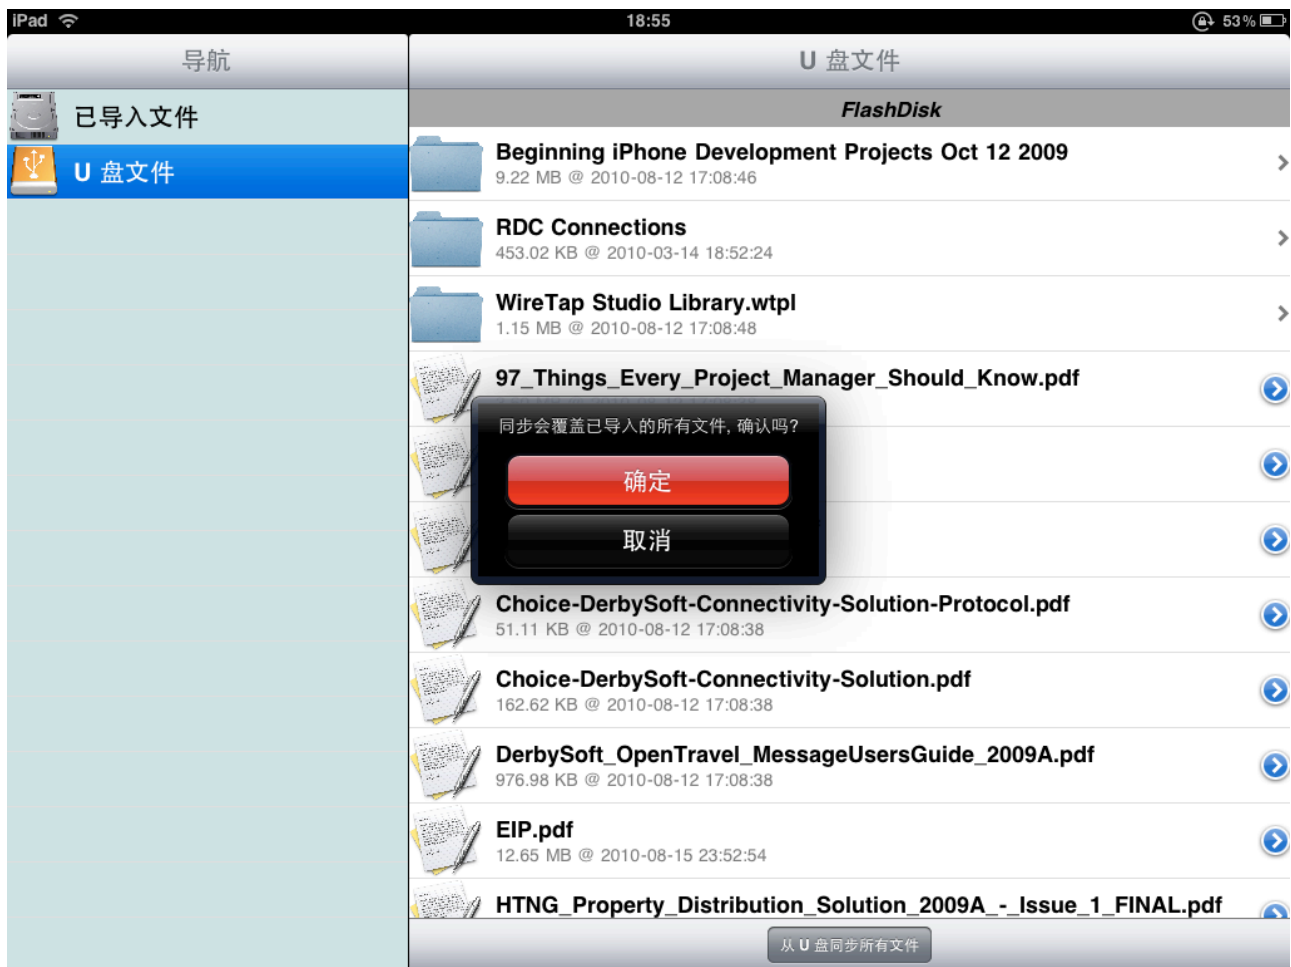 iPad
18:55
53%
导航
U 盘文件
已导入文件
U 盘文件
FlashDisk
Beginning iPhone Development Projects Oct 12 2009
9.22 MB @ 2010-08-12 17:08:46
RDC Connections
453.02 KB @ 2010-03-14 18:52:24
WireTap Studio Library.wtpl
1.15 MB @ 2010-08-12 17:08:48
97_Things_Every_Project_Manager_Should_Know.pdf
同步会覆盖已导入的所有文件, 确认吗?
确定
取消
Choice-DerbySoft-Connectivity-Solution-Protocol.pdf
51.11 KB @ 2010-08-12 17:08:38
Choice-DerbySoft-Connectivity-Solution.pdf
162.62 KB @ 2010-08-12 17:08:38
DerbySoft_OpenTravel_MessageUsersGuide_2009A.pdf
976.98 KB @ 2010-08-12 17:08:38
EIP.pdf
12.65 MB @ 2010-08-15 23:52:54
HTNG_Property_Distribution_Solution_2009A_-_Issue_1_FINAL.pdf
从 U 盘同步所有文件